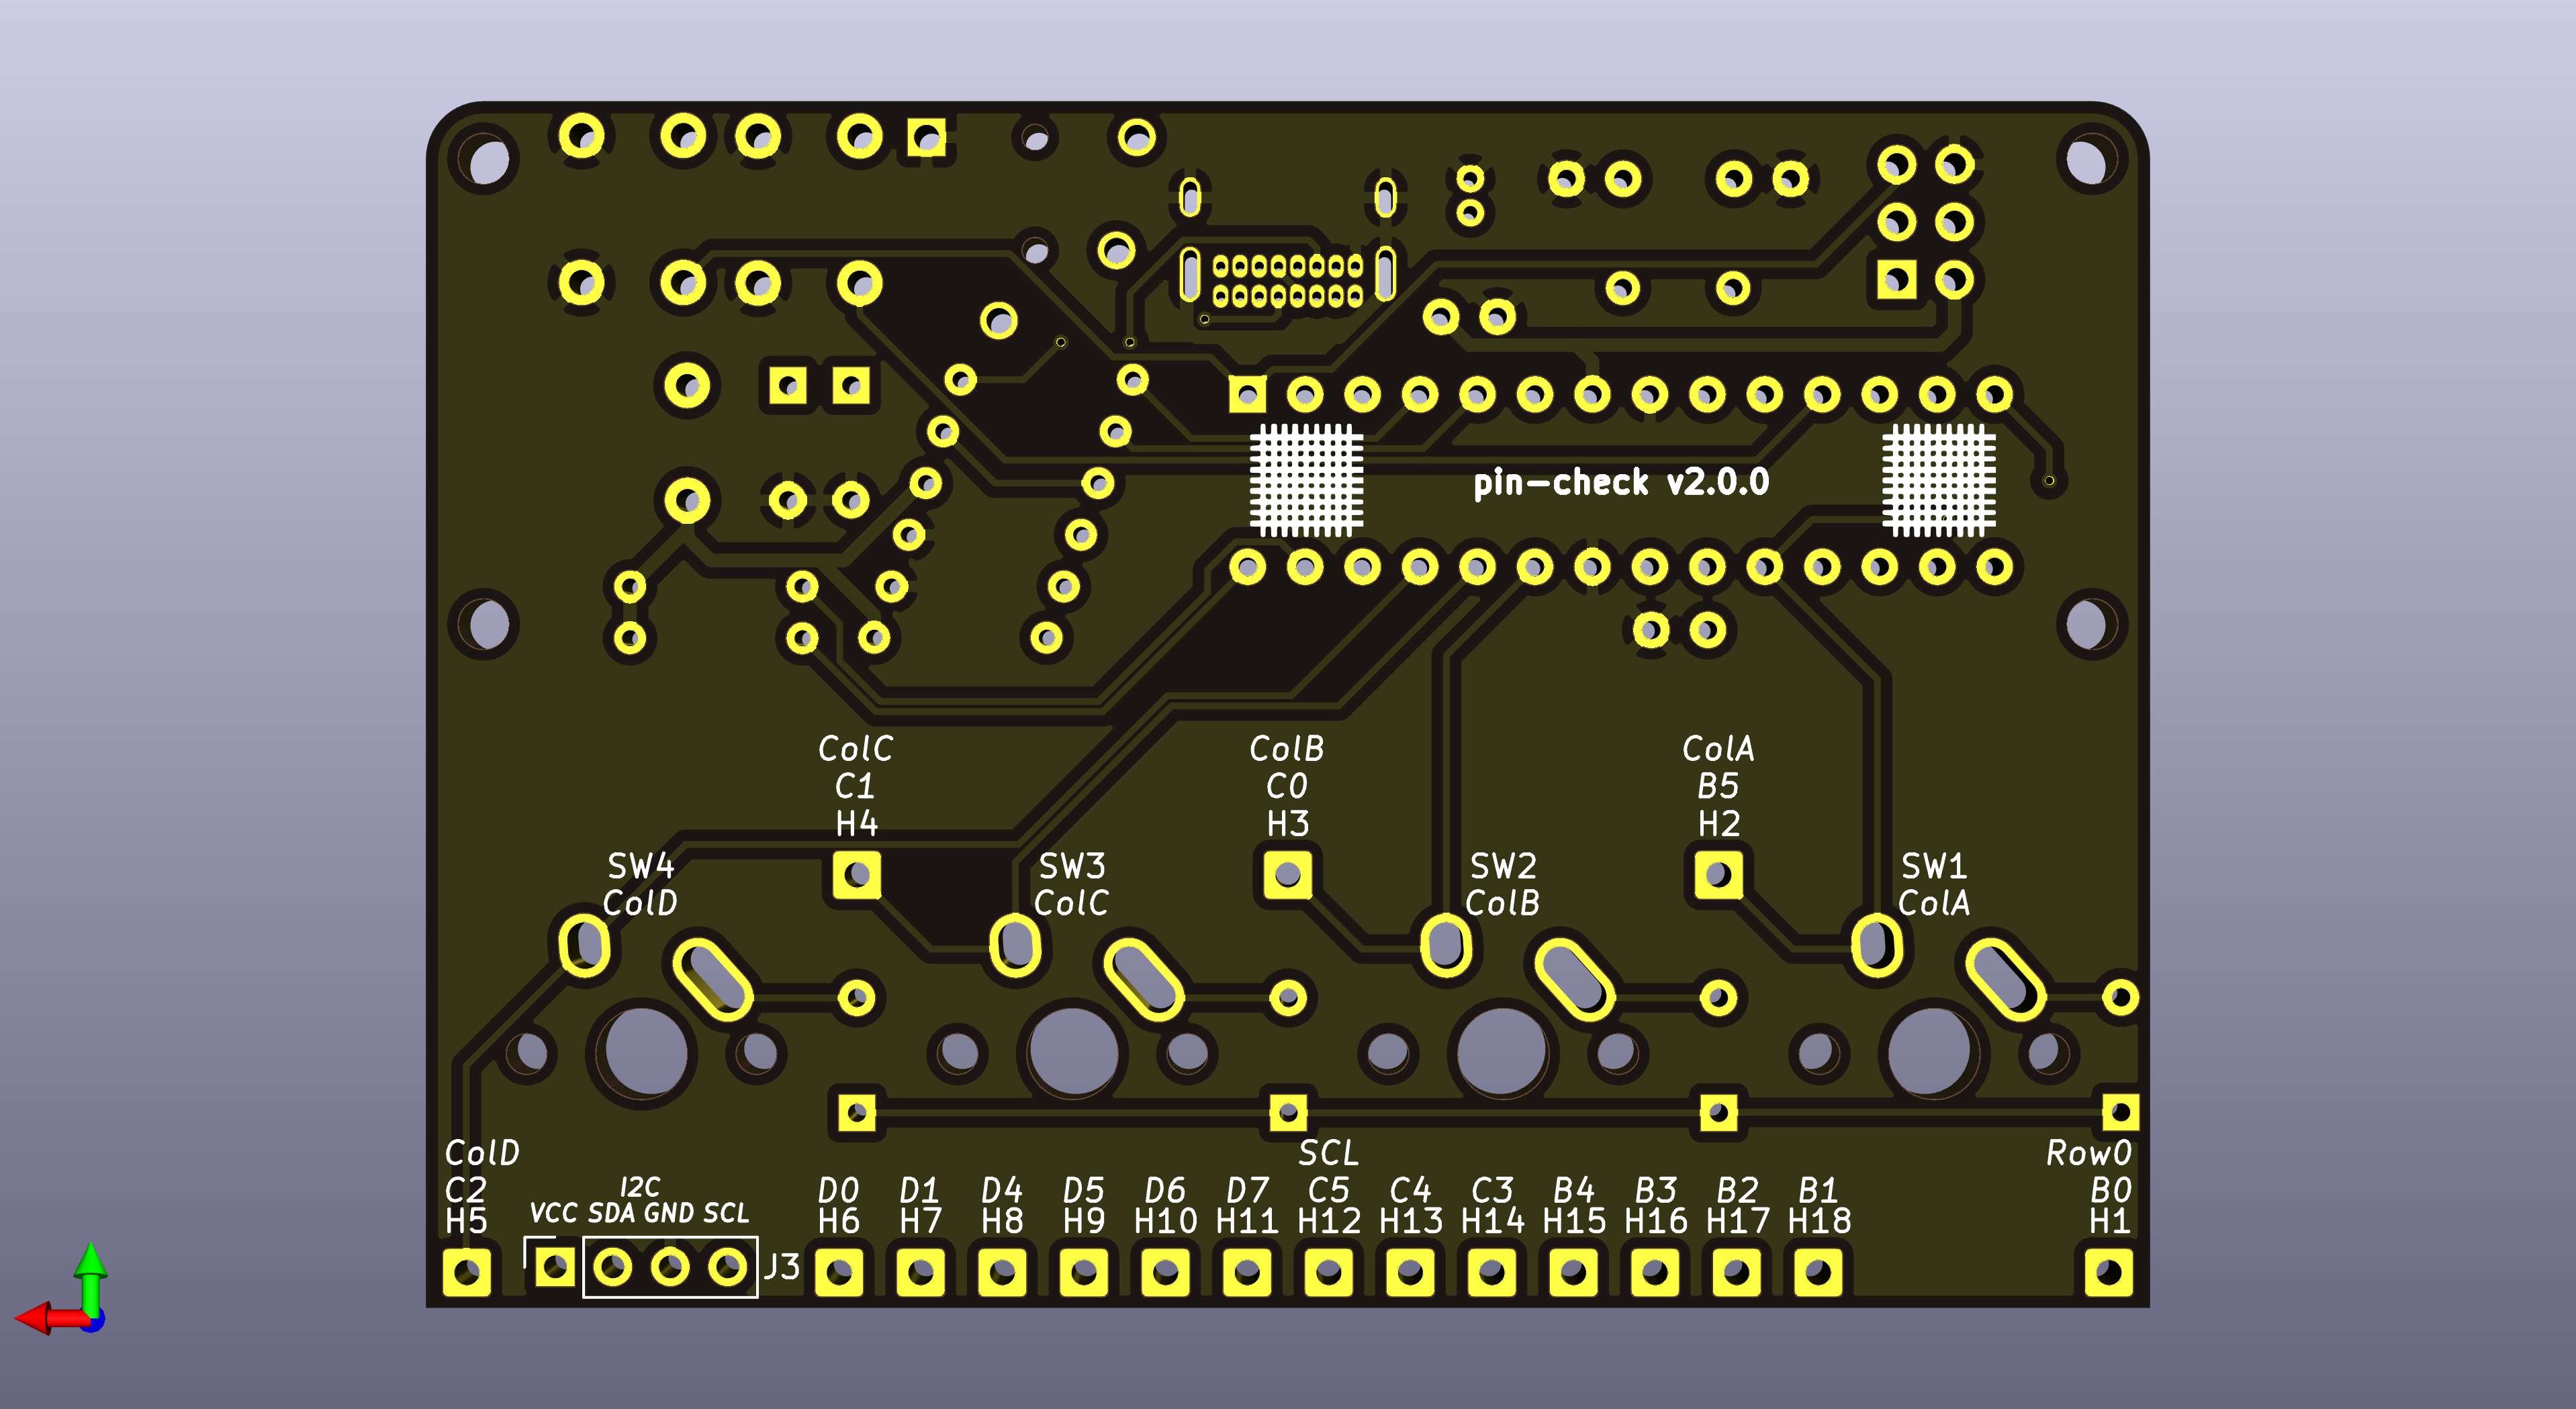 pin-check v2.0.0
ColC
C1
H4
ColB
C0
H3
ColA
B5
H2
SW4
ColD
SW3
ColC
SW2
ColB
SW1
ColA
ColD
C2
H5
I2C
VCC SDA GND SCL
J3
SCL
Row0
D0 D1 D4 D5 D6 D7 C5 C4 C3 B4 B3 B2 B1 B0
H6 H7 H8 H9 H10 H11 H12 H13 H14 H15 H16 H17 H18 H1